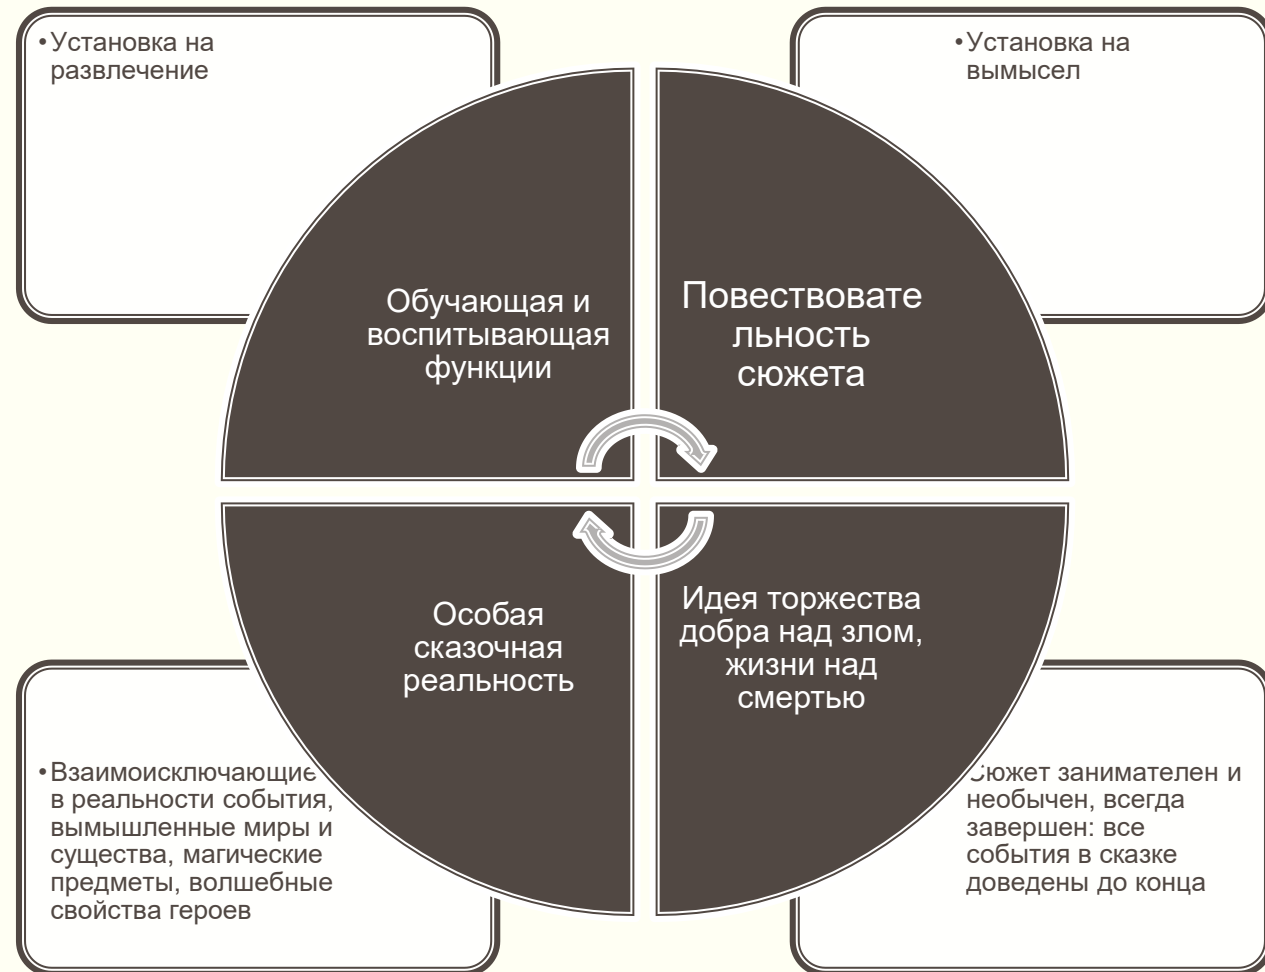 •Установка на
развлечение
•Установка на
вымысел
Обучающая и
воспитывающая
функции
Повествовате
льность
сюжета
Особая
сказочная
реальность
Идея торжества
добра над злом,
жизни над
смертью
•Взаимоисключающие
в реальности события,
вымышленные миры и
существа, магические
предметы, волшебные
свойства героев
Сюжет занимателен и
необычен, всегда
завершен: все
события в сказке
доведены до конца